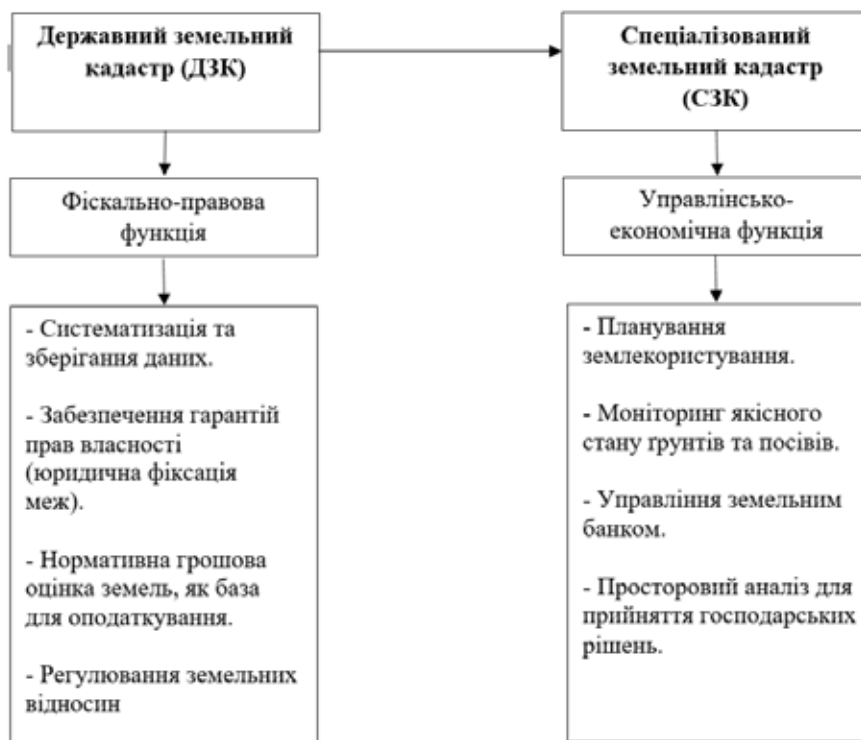 Державний земельний
кадастр (ДЗК)
Спеціалізований
земельний кадастр
(СЗК)
Фіскально-правова
функція
Управлінсько-
економічна функція
- Систематизація та
зберігання даних.
- Забезпечення гарантій
прав власності
(юридична фіксація
меж).
- Нормативна грошова
оцінка земель, як база
для оподаткування.
- Регулювання земельних
відносин
- Планування
землекористування.
- Моніторинг якісного
стану ґрунтів та посівів.
- Управління земельним
банком.
- Просторовий аналіз для
прийняття господарських
рішень.